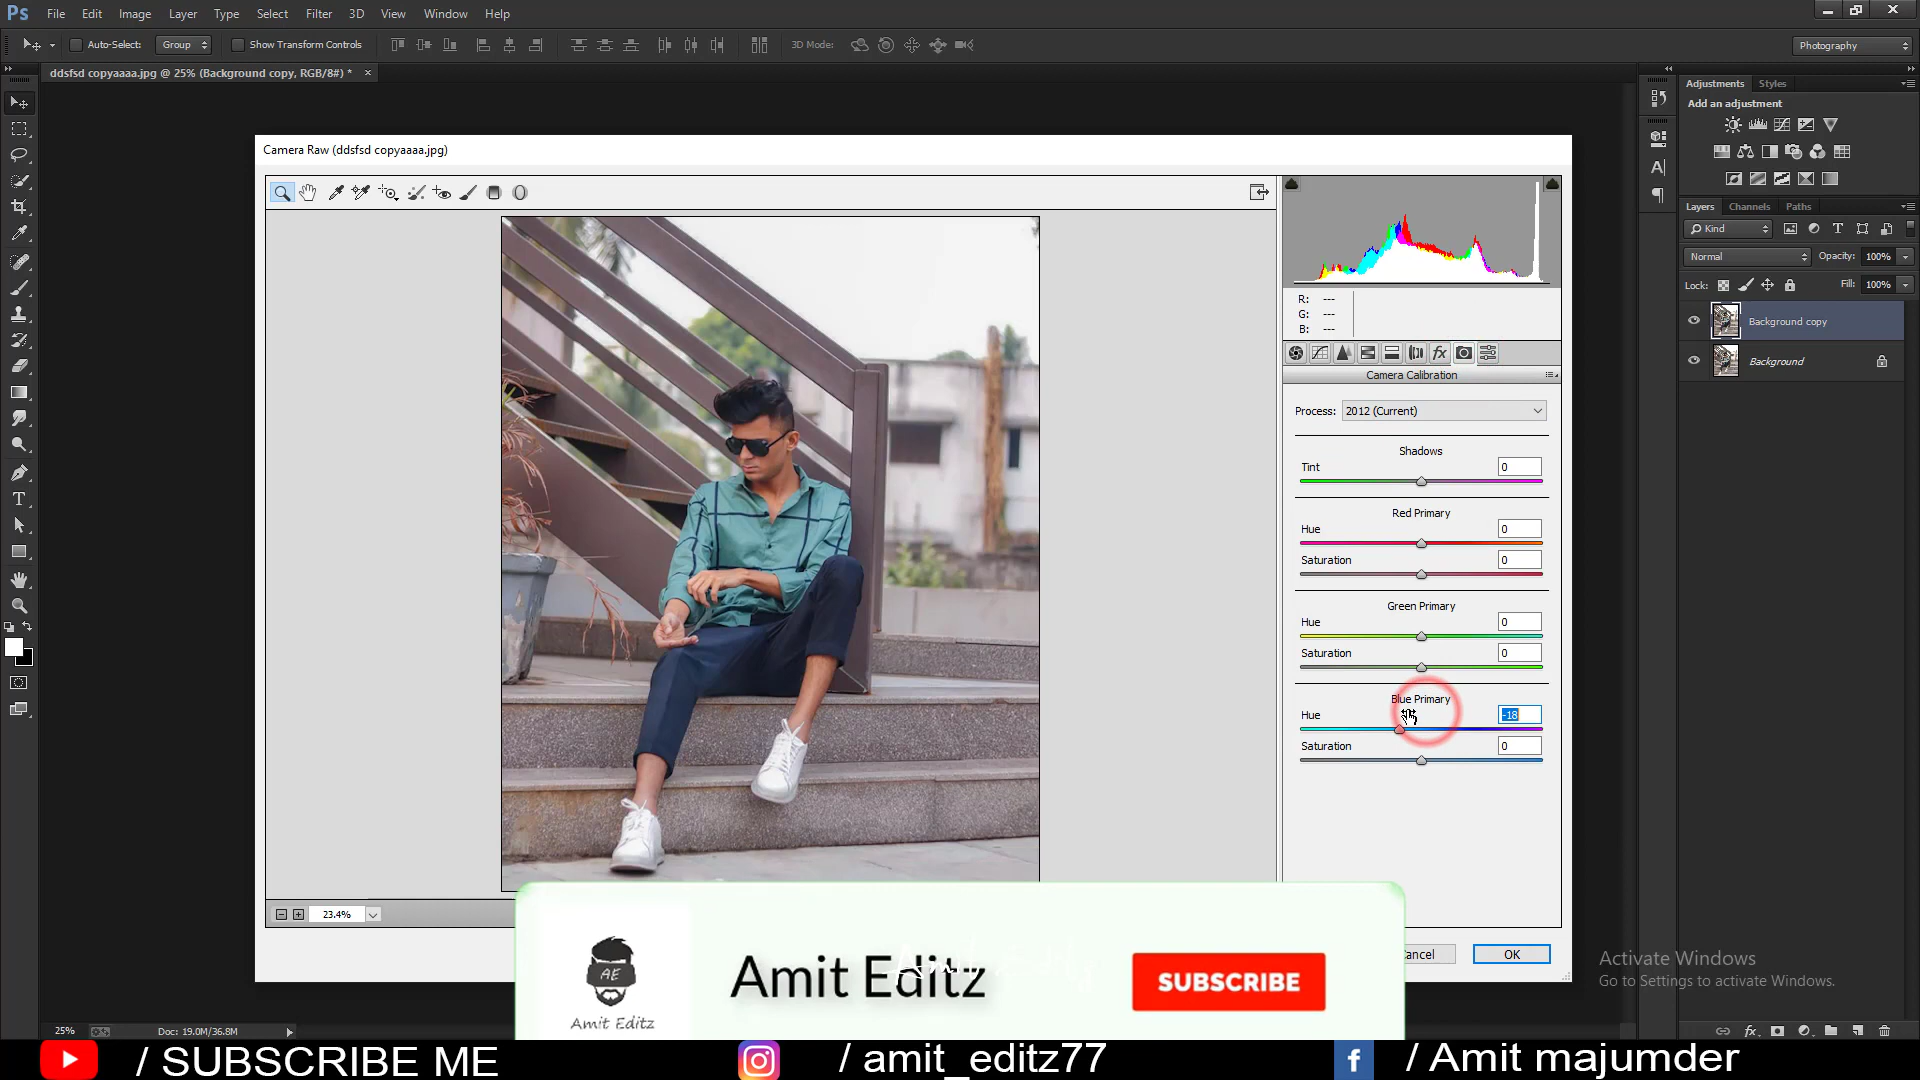 Ps File Edit Image Layer Type Select Filter 3D View Window Help
Auto-Select: Group Show Transform Controls 3D Mode: Photography
ddsfsd copyaaaa.jpg @ 25% (Background copy, RGB/8#) * ×
Adjustments Styles
Add an adjustment
Camera Raw (ddsfsd copyaaaa.jpg)
R: ---
G: ---
B: ---
Camera Calibration
Process: 2012 (Current)
Shadows
Tint 0
Red Primary
Hue 0
Saturation 0
Green Primary
Hue 0
Saturation 0
Blue Primary
Hue -18
Saturation 0
Layers Channels Paths
Kind
Normal Opacity: 100%
Lock: Fill: 100%
Background copy
Background
23.4%
Cancel OK
Activate Windows
Go to Settings to activate Windows.
AE
Amit Editz
Amit Editz
SUBSCRIBE
25% Doc: 19.0M/36.8M
/ SUBSCRIBE ME
/ amit_editz77
/ Amit majumder